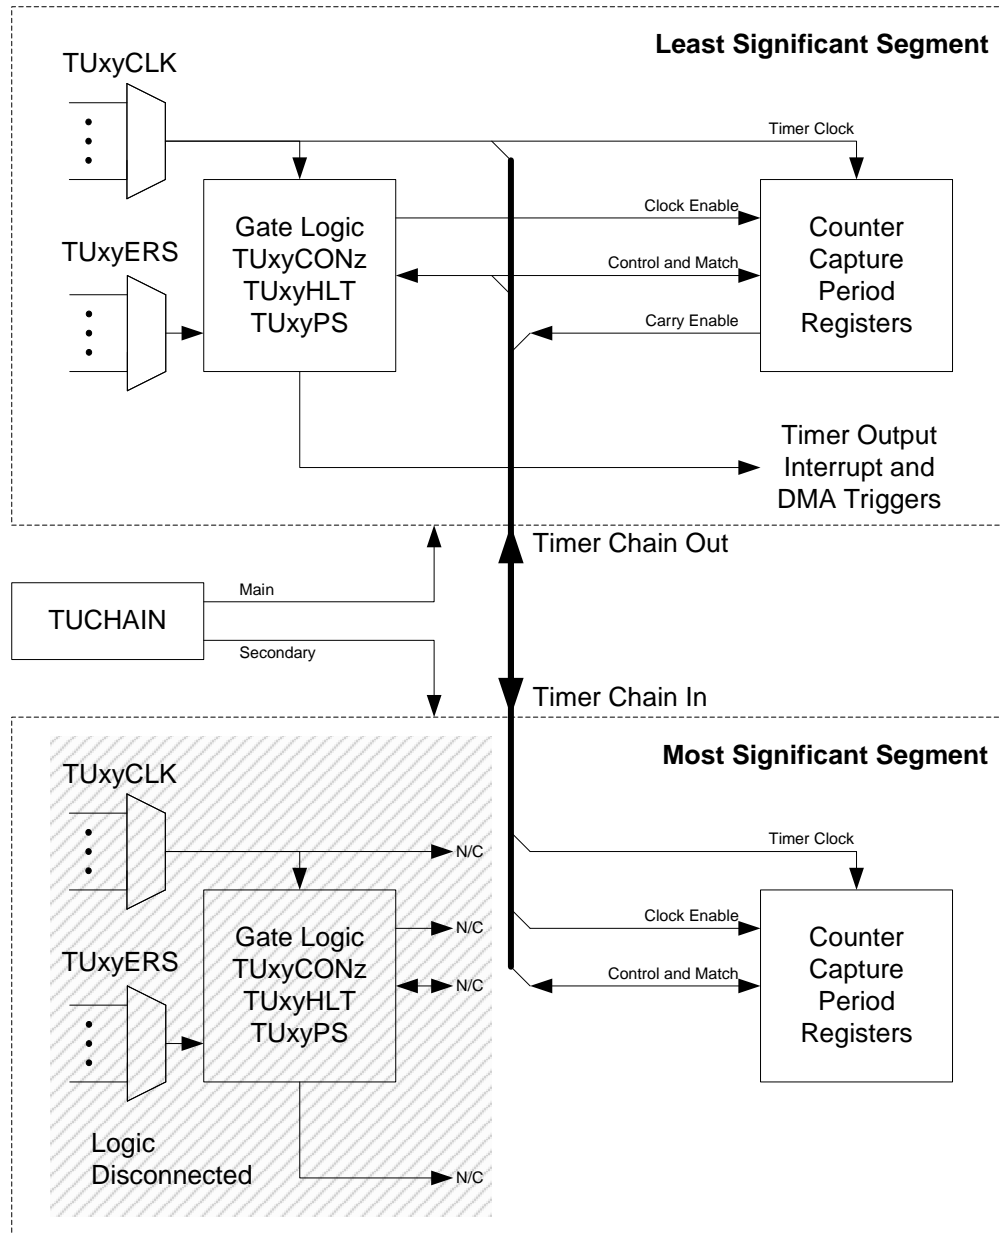 Least Significant Segment
TUxyCLK
Timer Clock
Gate Logic
TUxyCONz
TUxyHLT
TUxyPS
Clock Enable
Control and Match
Carry Enable
Counter
Capture
Period
Registers
TUxyERS
Timer Output
Interrupt and
DMA Triggers
Timer Chain Out
TUCHAIN
Main
Secondary
Timer Chain In
Most Significant Segment
TUxyCLK
N/C
Timer Clock
Gate Logic
TUxyCONz
TUxyHLT
TUxyPS
N/C
N/C
Clock Enable
Control and Match
Counter
Capture
Period
Registers
TUxyERS
Logic
Disconnected
N/C